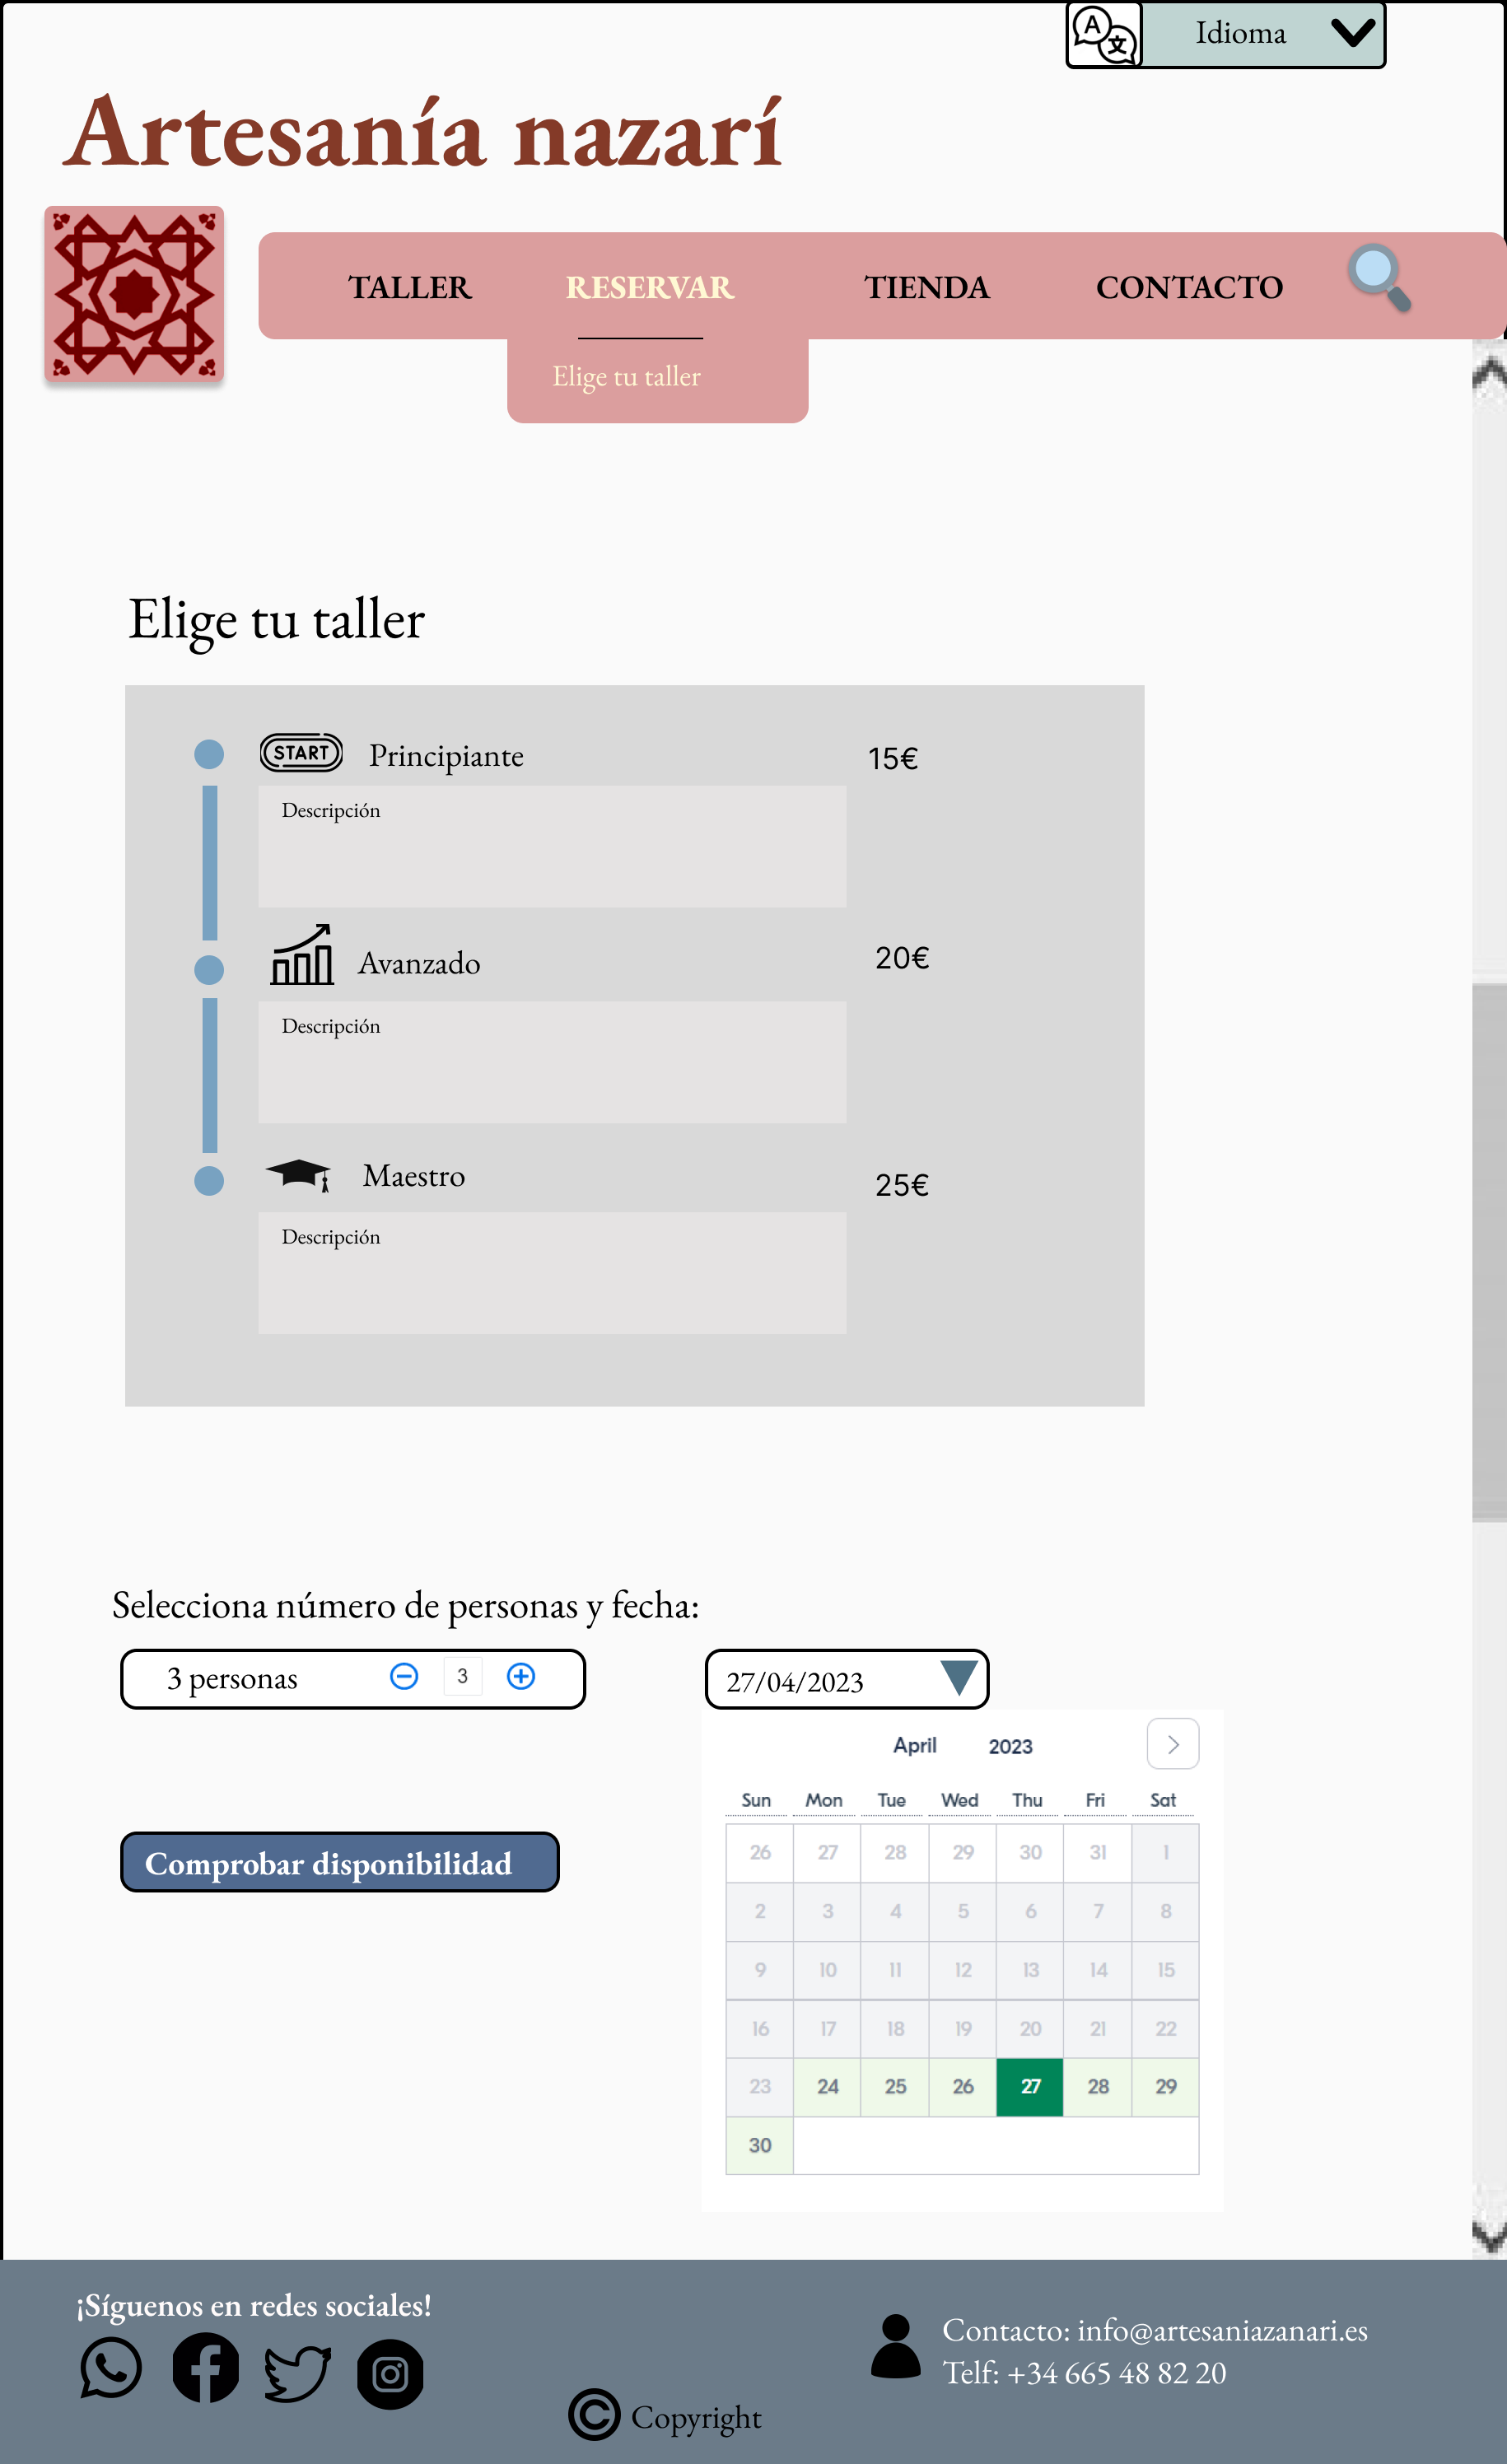 A 文 Idioma
Artesanía nazarí
TALLER RESERVAR TIENDA CONTACTO
Elige tu taller
Elige tu taller
START Principiante 15€
Descripción
Avanzado 20€
Descripción
Maestro 25€
Descripción
Selecciona número de personas y fecha:
3 personas 3 27/04/2023
April 2023
Sun Mon Tue Wed Thu Fri Sat
26 27 28 29 30 31 1
2 3 4 5 6 7 8
9 10 11 12 13 14 15
16 17 18 19 20 21 22
23 24 25 26 27 28 29
30
Comprobar disponibilidad
¡Síguenos en redes sociales!
Contacto: info@artesaniazanari.es
Telf: +34 665 48 82 20
© Copyright